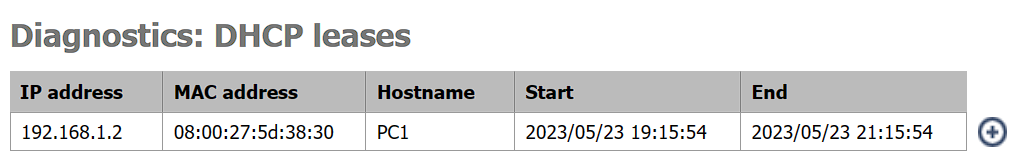 Diagnostics: DHCP leases
IP address MAC address Hostname Start End
192.168.1.2 08:00:27:5d:38:30 PC1 2023/05/23 19:15:54 2023/05/23 21:15:54